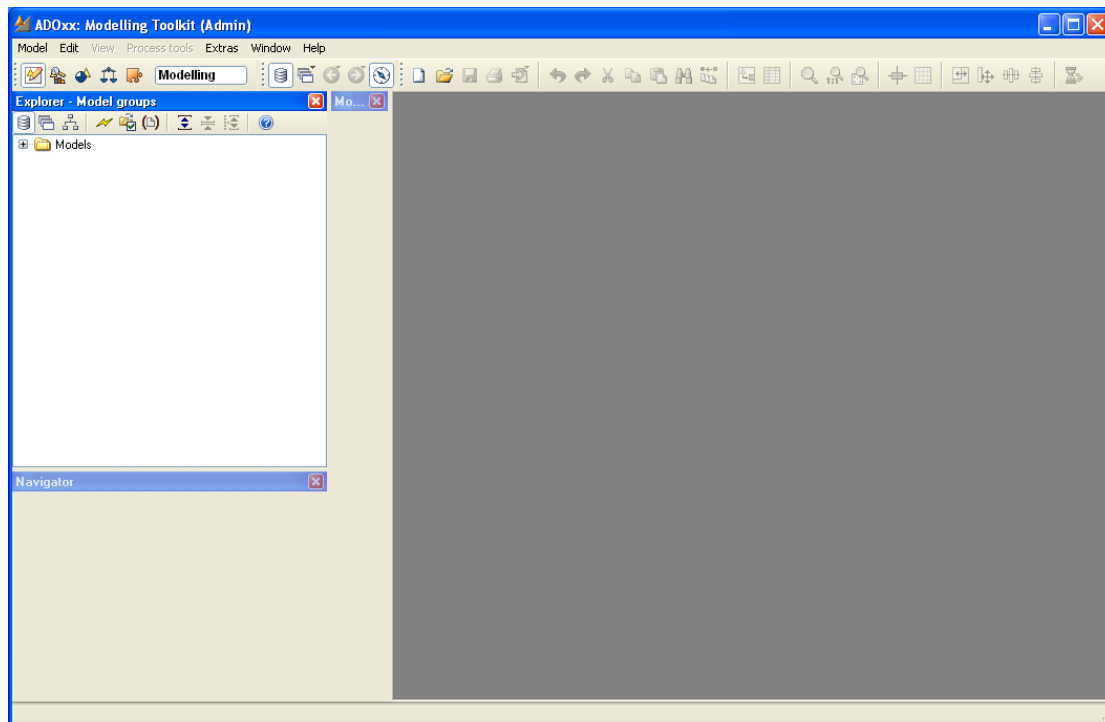 ADOxx: Modelling Toolkit (Admin)
Model Edit View Process tools Extras Window Help
Modelling
Explorer - Model groups
Mo...
Models
Navigator